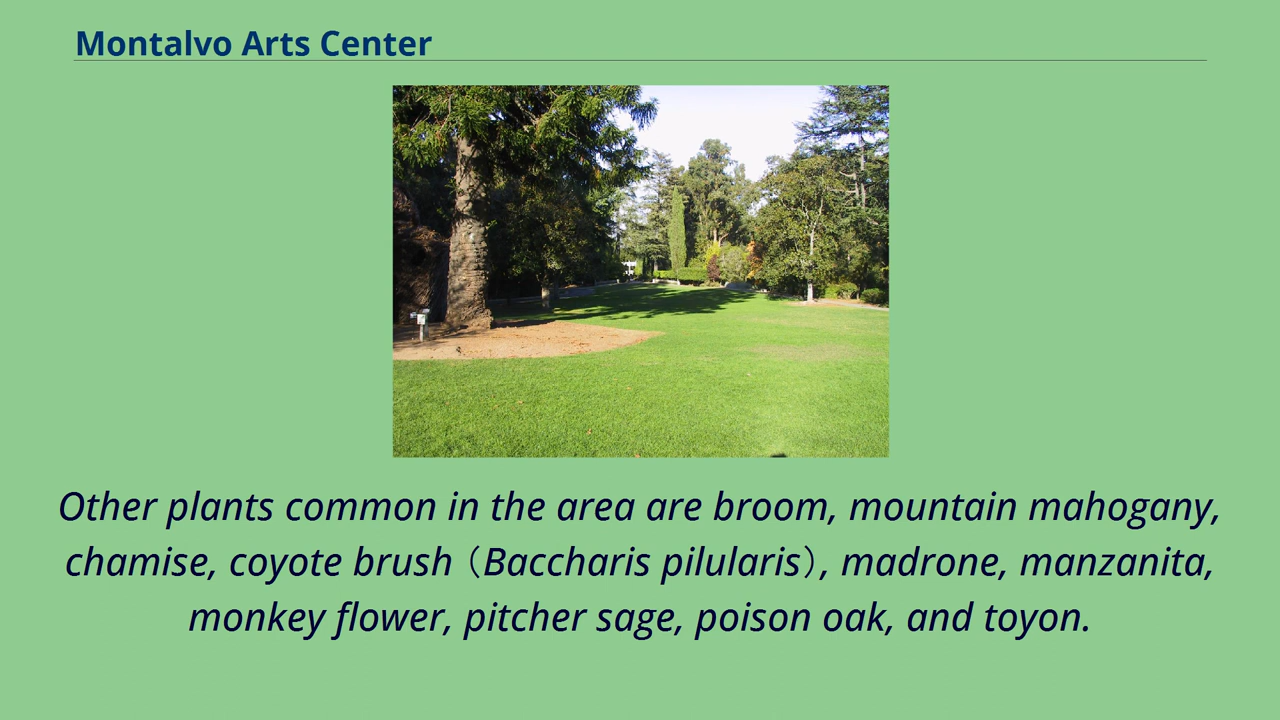 Montalvo Arts Center
Other plants common in the area are broom, mountain mahogany,
chamise, coyote brush（Baccharis pilularis）, madrone, manzanita,
monkey flower, pitcher sage, poison oak, and toyon.